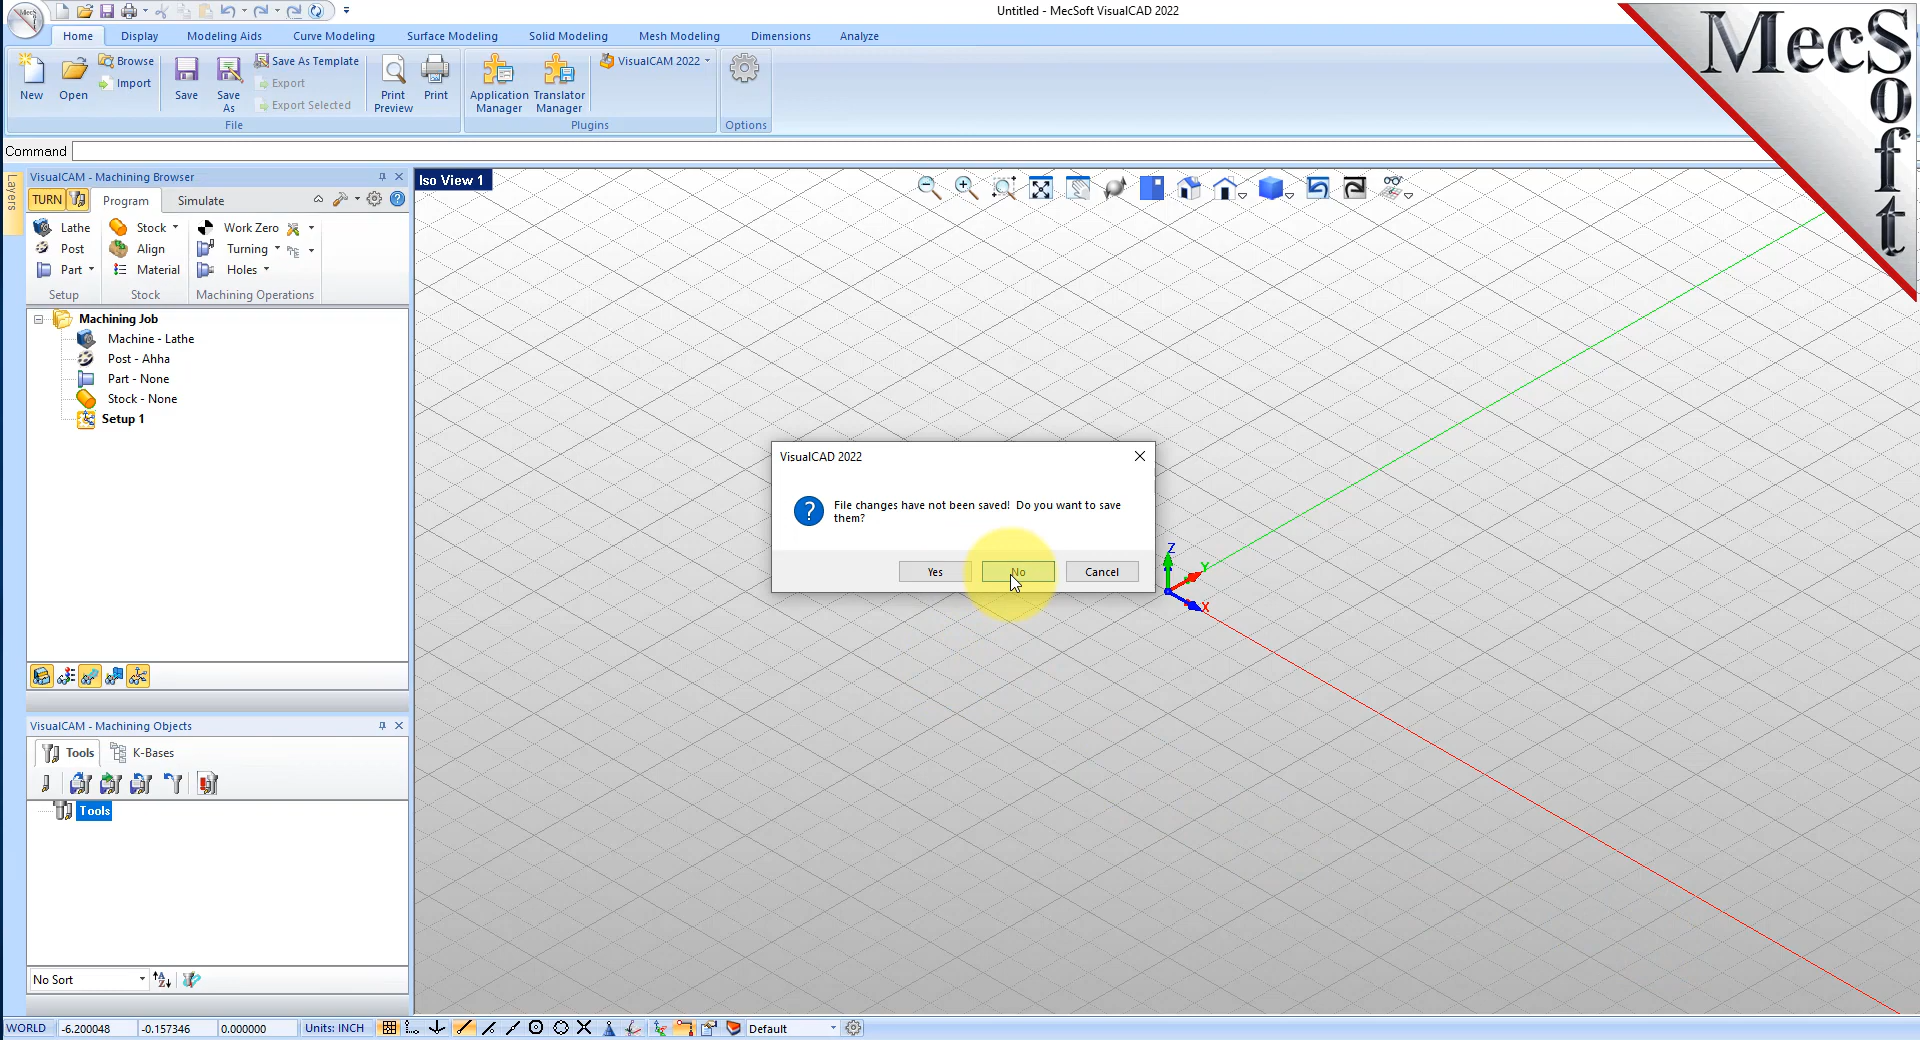 Untitled - MecSoft VisualCAD 2022
MecSoft
Home Display Modeling Aids Curve Modeling Surface Modeling Solid Modeling Mesh Modeling Dimensions Analyze
New Open Browse Import Save Save As Save As Template Export Export Selected Print Preview Print Application Manager Translator Manager VisualCAM 2022
File Plugins Options
Command
Layers
VisualCAM - Machining Browser
TURN Program Simulate
Lathe Stock Work Zero
Post Align Turning
Part Material Holes
Setup Stock Machining Operations
Machining Job
Machine - Lathe
Post - Ahha
Part - None
Stock - None
Setup 1
Iso View 1
VisualCAD 2022
File changes have not been saved! Do you want to save
them?
Yes No Cancel
Z
Y
X
VisualCAM - Machining Objects
Tools K-Bases
Tools
No Sort
WORLD -6.200048 -0.157346 0.000000 Units: INCH Default